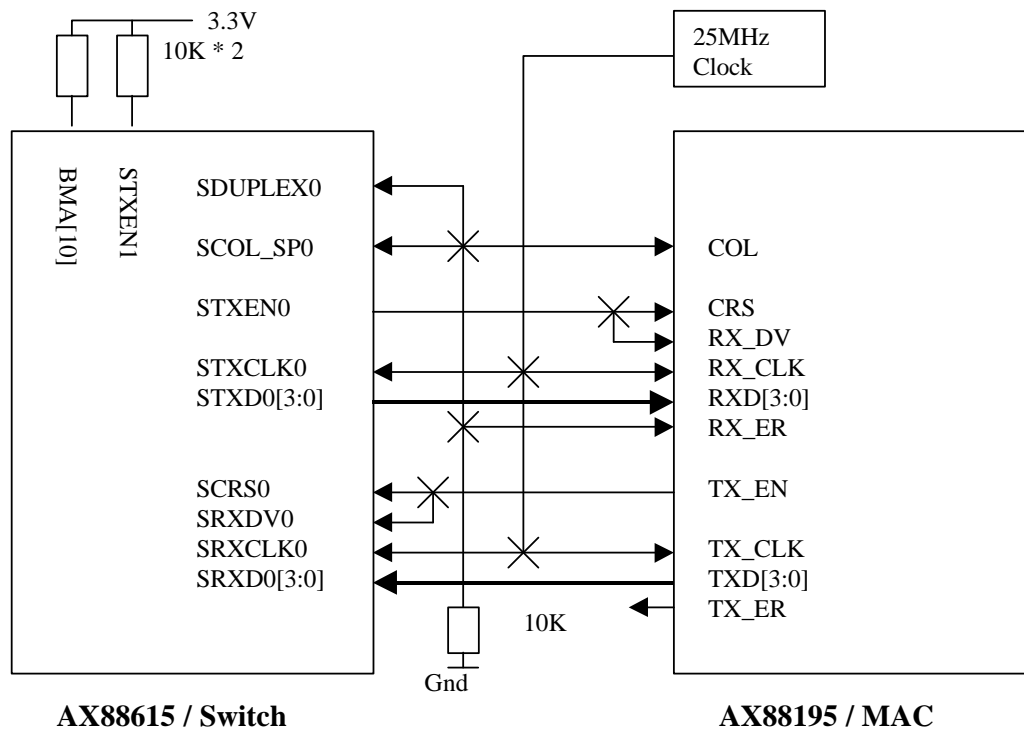 3.3V
10K * 2
25MHz
Clock
BMA[10]
STXEN1
SDUPLEX0
SCOL_SP0
STXEN0
STXCLK0
STXD0[3:0]
SCRS0
SRXDV0
SRXCLK0
SRXD0[3:0]
COL
CRS
RX_DV
RX_CLK
RXD[3:0]
RX_ER
TX_EN
TX_CLK
TXD[3:0]
TX_ER
10K
Gnd
AX88615 / Switch
AX88195 / MAC